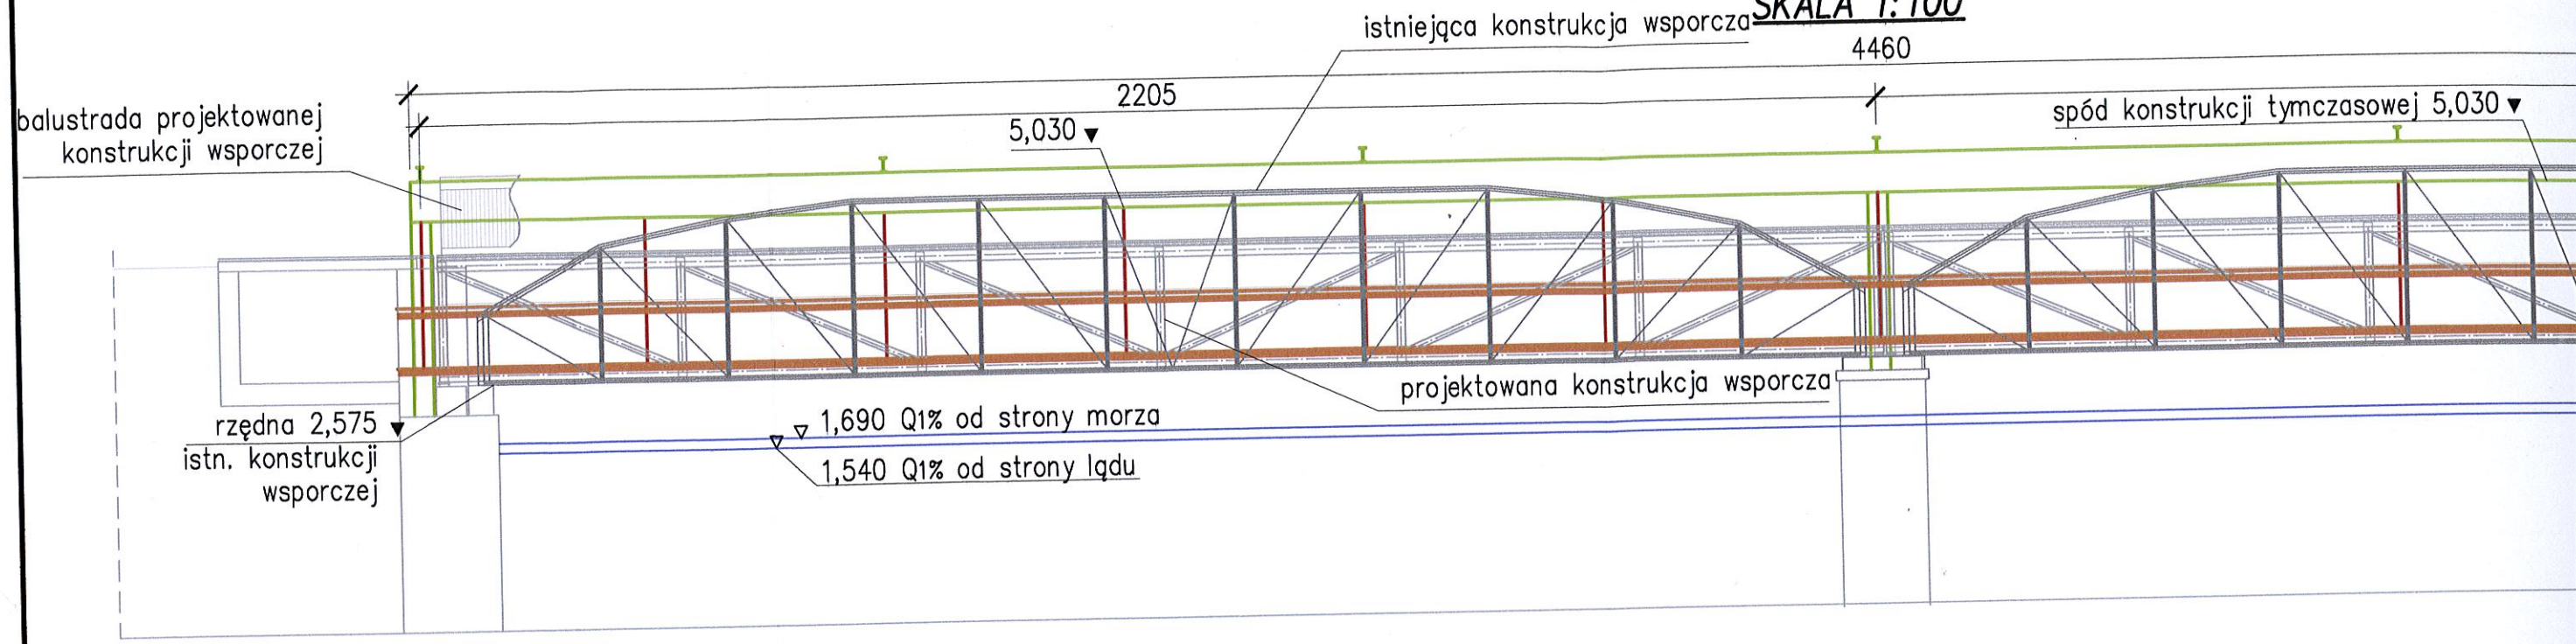 SKALA 1:100
istniejąca konstrukcja wsporcza
4460
2205
balustrada projektowanej
konstrukcji wsporczej
5,030
spód konstrukcji tymczasowej 5,030
projektowana konstrukcja wsporcza
rzędna 2,575
istn. konstrukcji
wsporczej
1,690 Q1% od strony morza
1,540 Q1% od strony lądu